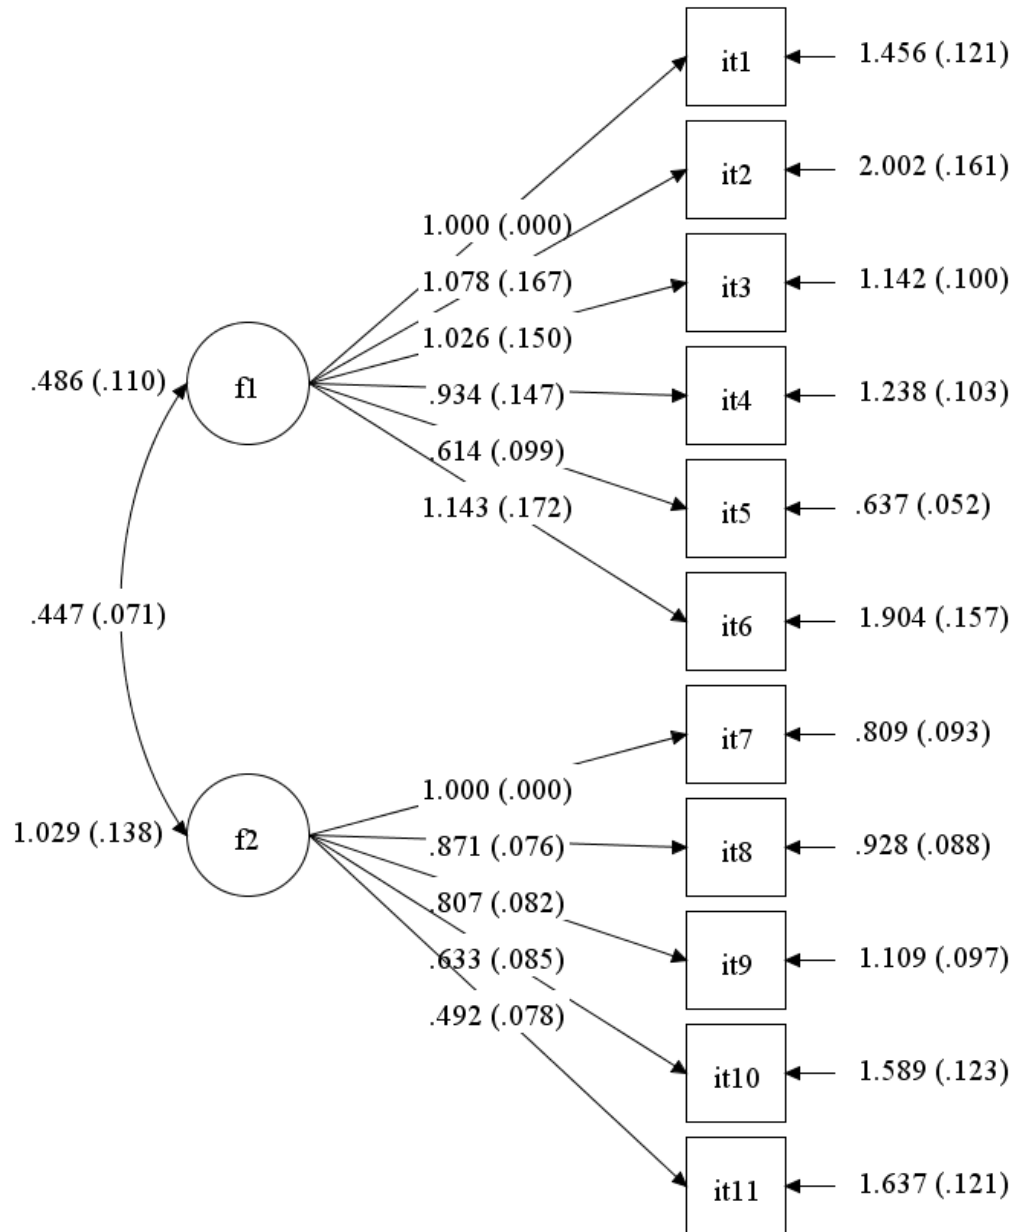 it1
1.456 (.121)
it2
2.002 (.161)
1.000 (.000)
1.078 (.167)
it3
1.142 (.100)
1.026 (.150)
.486 (.110)
f1
.934 (.147)
it4
1.238 (.103)
.614 (.099)
1.143 (.172)
it5
.637 (.052)
.447 (.071)
it6
1.904 (.157)
it7
.809 (.093)
1.000 (.000)
1.029 (.138)
f2
.871 (.076)
it8
.928 (.088)
.807 (.082)
.633 (.085)
it9
1.109 (.097)
.492 (.078)
it10
1.589 (.123)
it11
1.637 (.121)